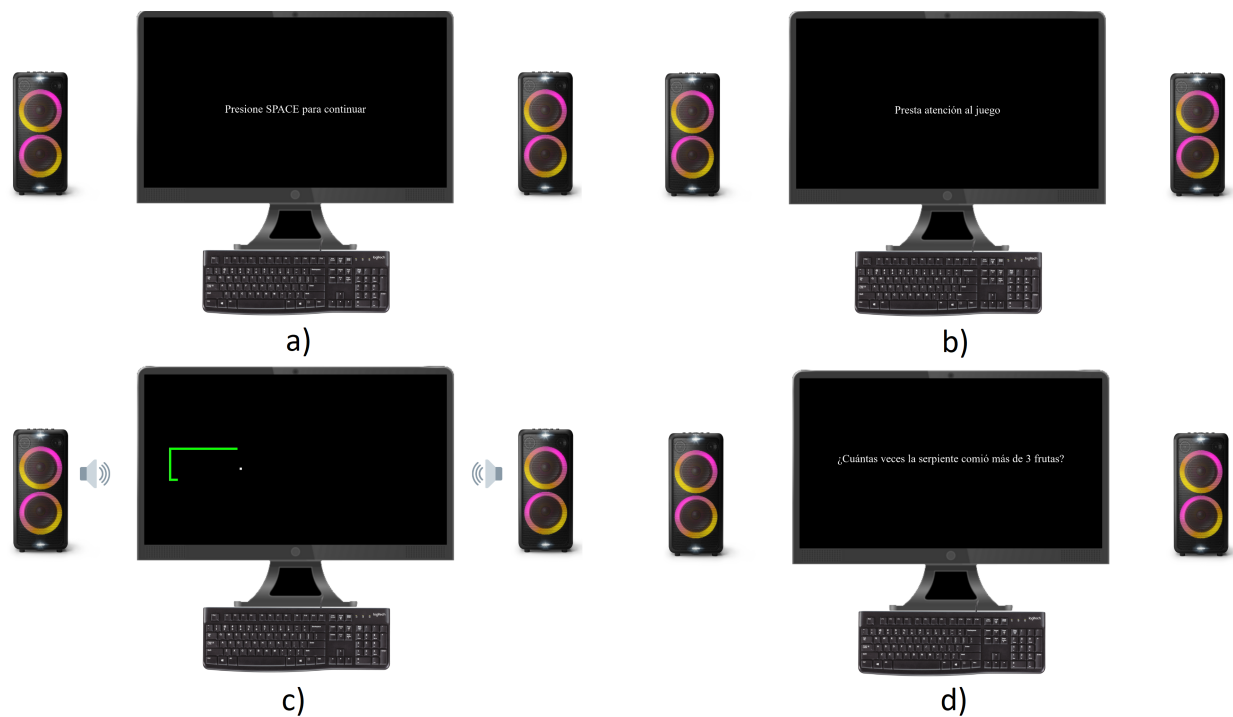 Presione SPACE para continuar
a)
Presta atención al juego
b)
c)
¿Cuántas veces la serpiente comió más de 3 frutas?
d)